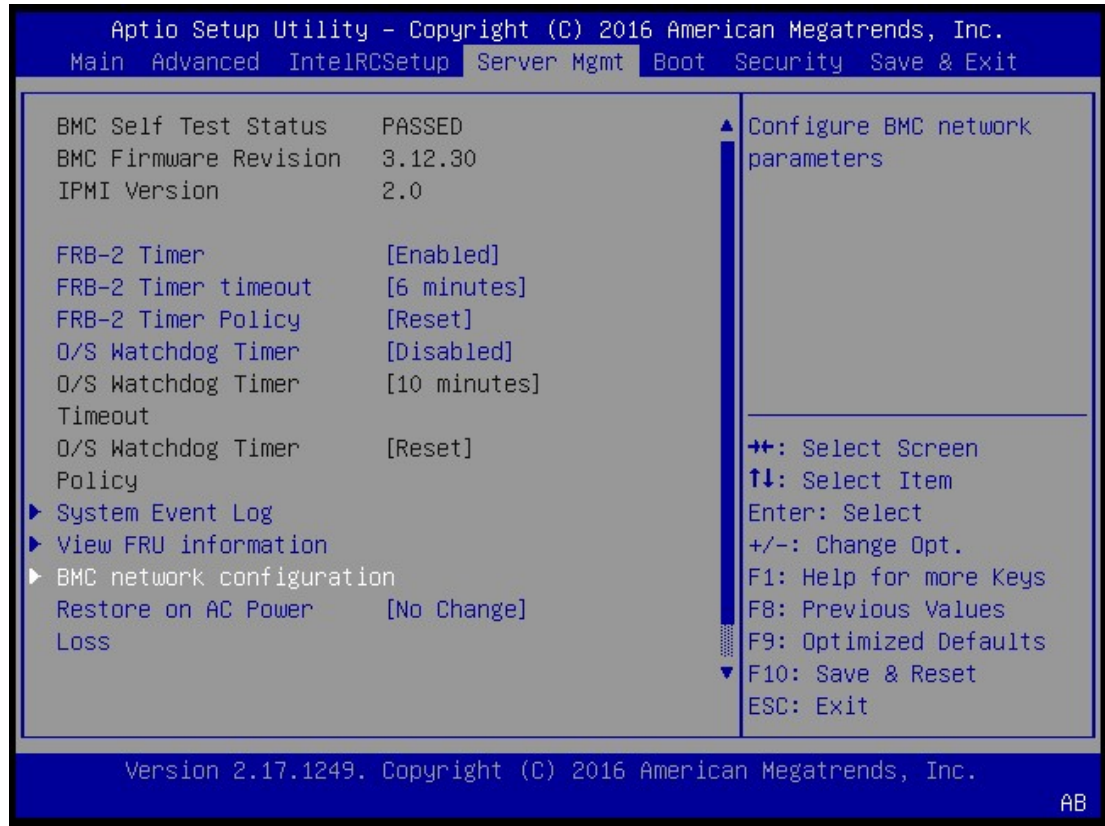 Aptio Setup Utility – Copyright (C) 2016 American Megatrends, Inc.
Main Advanced IntelRCSetup Server Mgmt Boot Security Save & Exit
BMC Self Test Status PASSED
BMC Firmware Revision 3.12.30
IPMI Version 2.0
FRB-2 Timer [Enabled]
FRB-2 Timer timeout [6 minutes]
FRB-2 Timer Policy [Reset]
O/S Watchdog Timer [Disabled]
O/S Watchdog Timer [10 minutes]
Timeout
O/S Watchdog Timer [Reset]
Policy
System Event Log
View FRU information
BMC network configuration
Restore on AC Power [No Change]
Loss
Configure BMC network
parameters
→←: Select Screen
↑↓: Select Item
Enter: Select
+/-: Change Opt.
F1: Help for more Keys
F8: Previous Values
F9: Optimized Defaults
F10: Save & Reset
ESC: Exit
Version 2.17.1249. Copyright (C) 2016 American Megatrends, Inc.
AB